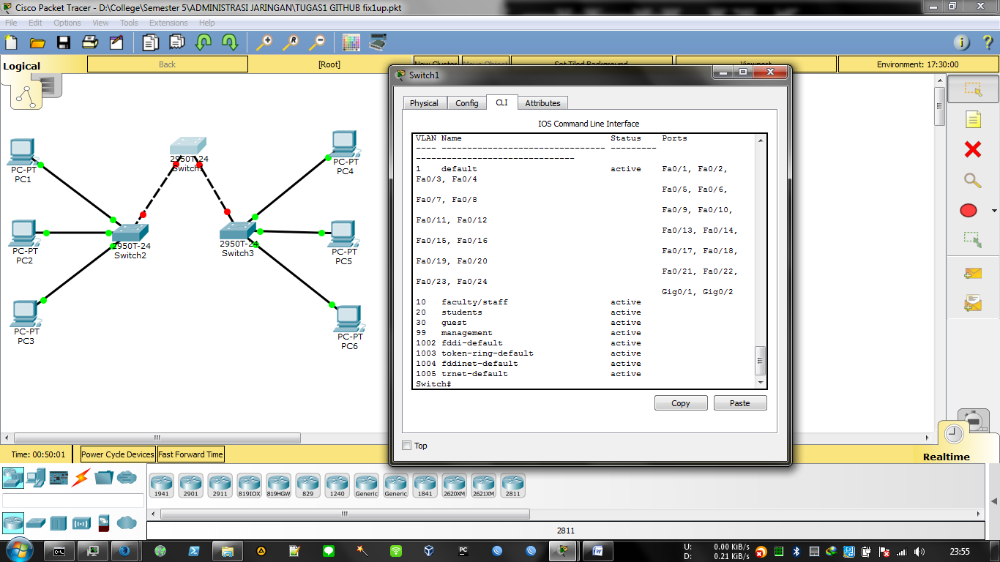 Cisco Packet Tracer - D:\College\Semester 5\ADMINISTRASI JARINGAN\TUGAS1 GITHUB fix1up.pkt
File Edit Options View Tools Extensions Help
Logical
Back
[Root]
New Cluster
Move Object
Set Tiled Background
Viewport
Environment: 17:30:00
PC-PT
PC1
2950T-24
Switch1
PC-PT
PC4
PC-PT
PC2
2950T-24
Switch2
2950T-24
Switch3
PC-PT
PC5
PC-PT
PC3
PC-PT
PC6
Switch1
Physical Config CLI Attributes
IOS Command Line Interface
VLAN Name Status Ports
---- -------------------------------- ---------
-------------------------------
1 default active Fa0/1, Fa0/2,
Fa0/3, Fa0/4
Fa0/5, Fa0/6,
Fa0/7, Fa0/8
Fa0/9, Fa0/10,
Fa0/11, Fa0/12
Fa0/13, Fa0/14,
Fa0/15, Fa0/16
Fa0/17, Fa0/18,
Fa0/19, Fa0/20
Fa0/21, Fa0/22,
Fa0/23, Fa0/24
Gig0/1, Gig0/2
10 faculty/staff active
20 students active
30 guest active
99 management active
1002 fddi-default active
1003 token-ring-default active
1004 fddinet-default active
1005 trnet-default active
Switch#
Copy Paste
Top
Time: 00:50:01
Power Cycle Devices Fast Forward Time
Realtime
1941 2901 2911 819IOX 819HGW 829 1240 Generic Generic 1841 2620XM 2621XM 2811
2811
U: 0.00 KiB/s
D: 0.21 KiB/s
23:55